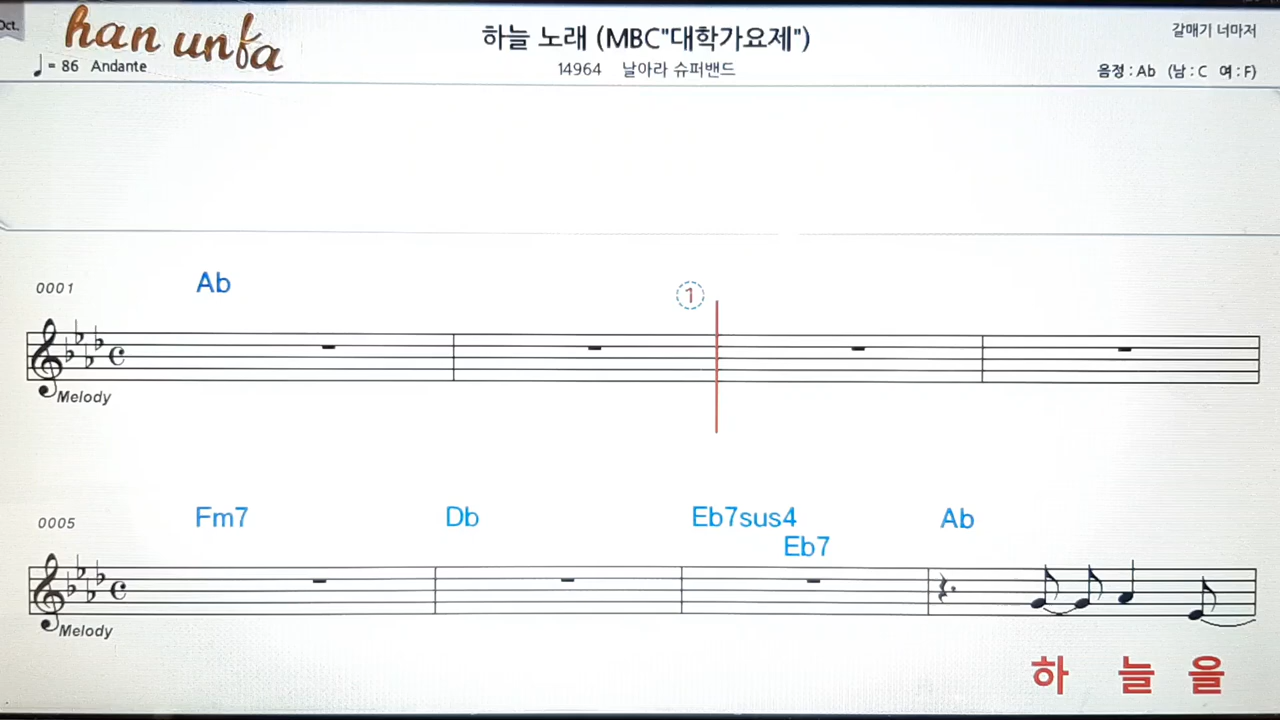 Oct.
han unfa
하늘 노래 (MBC"대학가요제")
갈매기 너마저
= 86 Andante
14964 날아라 슈퍼밴드
음정 : Ab (남 : C 여 : F)
0001
Ab
1
Melody
0005
Fm7 Db Eb7sus4 Ab
Eb7
Melody
하 늘 을